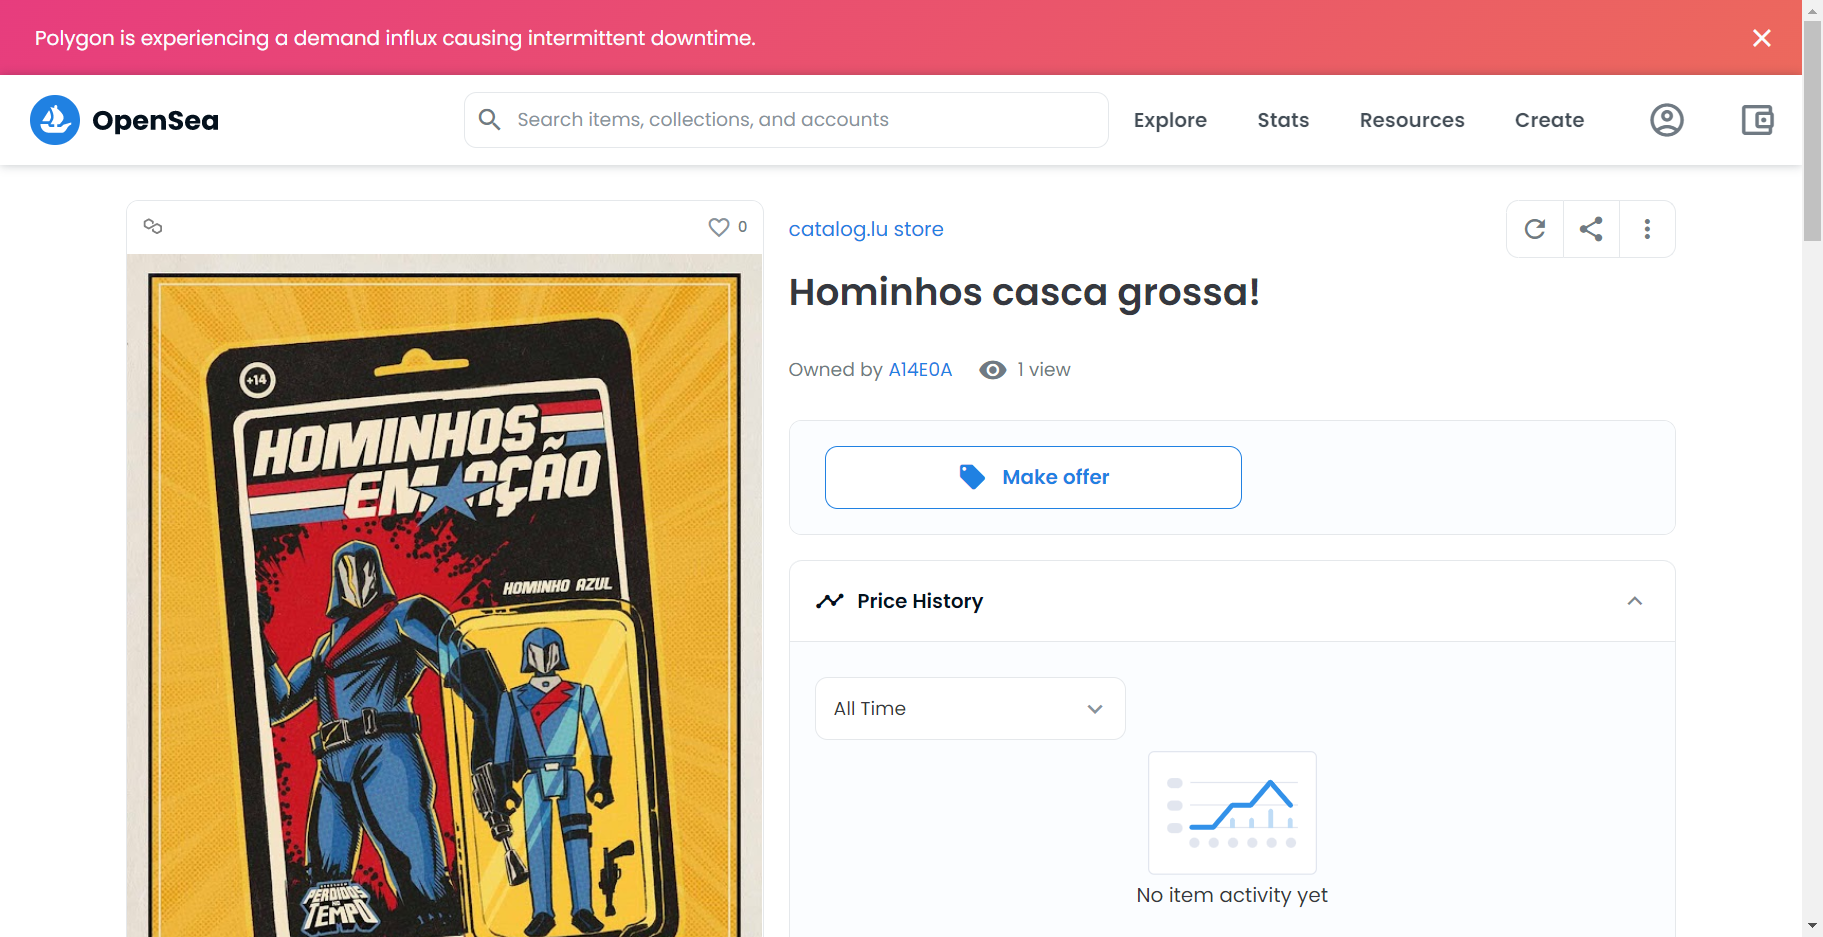 Polygon is experiencing a demand influx causing intermittent downtime.
OpenSea
Search items, collections, and accounts
Explore
Stats
Resources
Create
0
catalog.lu store
Hominhos casca grossa!
Owned by A14E0A
1 view
Make offer
Price History
All Time
No item activity yet
+14
HOMINHOS
EM AÇÃO
HOMINHO AZUL
PERDIDOS
NO
TEMPO